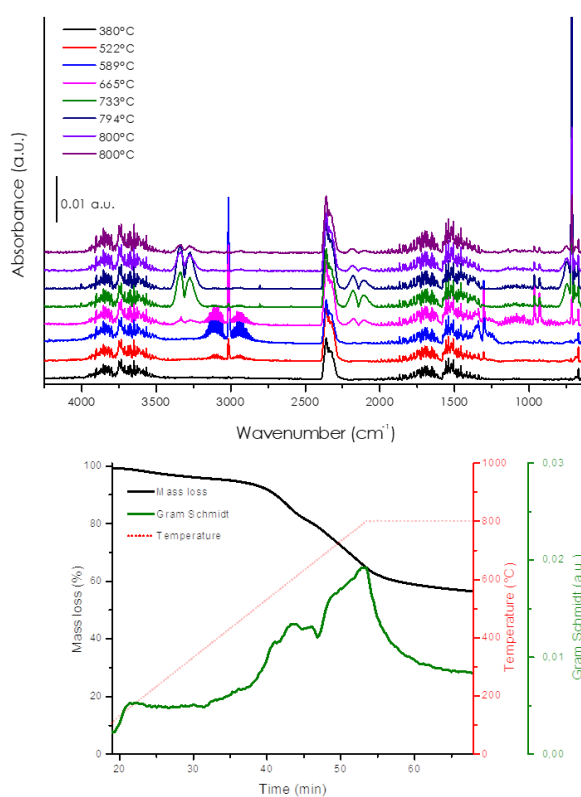 380°C
522°C
589°C
665°C
733°C
794°C
800°C
800°C
0.01 a.u.
Absorbance (a.u.)
4000 3500 3000 2500 2000 1500 1000
Wavenumber (cm⁻¹)
100
80
60
40
20
0
Mass loss (%)
Mass loss
Gram Schmidt
Temperature
20 30 40 50 60
Time (min)
1000
800
600
400
200
0
Temperature (°C)
0,03
0,02
0,01
0,00
Gram Schmidt (a.u.)